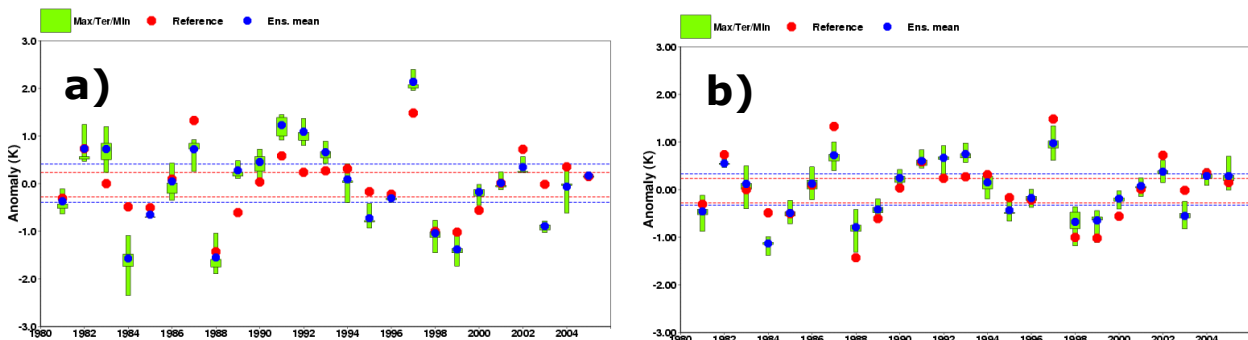 Max/Ter/Min Reference Ens. mean
a)
Anomaly (K)
3.0
2.0
1.0
0.0
-1.0
-2.0
-3.0
1980 1982 1984 1986 1988 1990 1992 1994 1996 1998 2000 2002 2004
Max/Ter/Min Reference Ens. mean
b)
Anomaly (K)
3.00
2.00
1.00
0.00
-1.00
-2.00
-3.00
1980 1982 1984 1986 1988 1990 1992 1994 1996 1998 2000 2002 2004